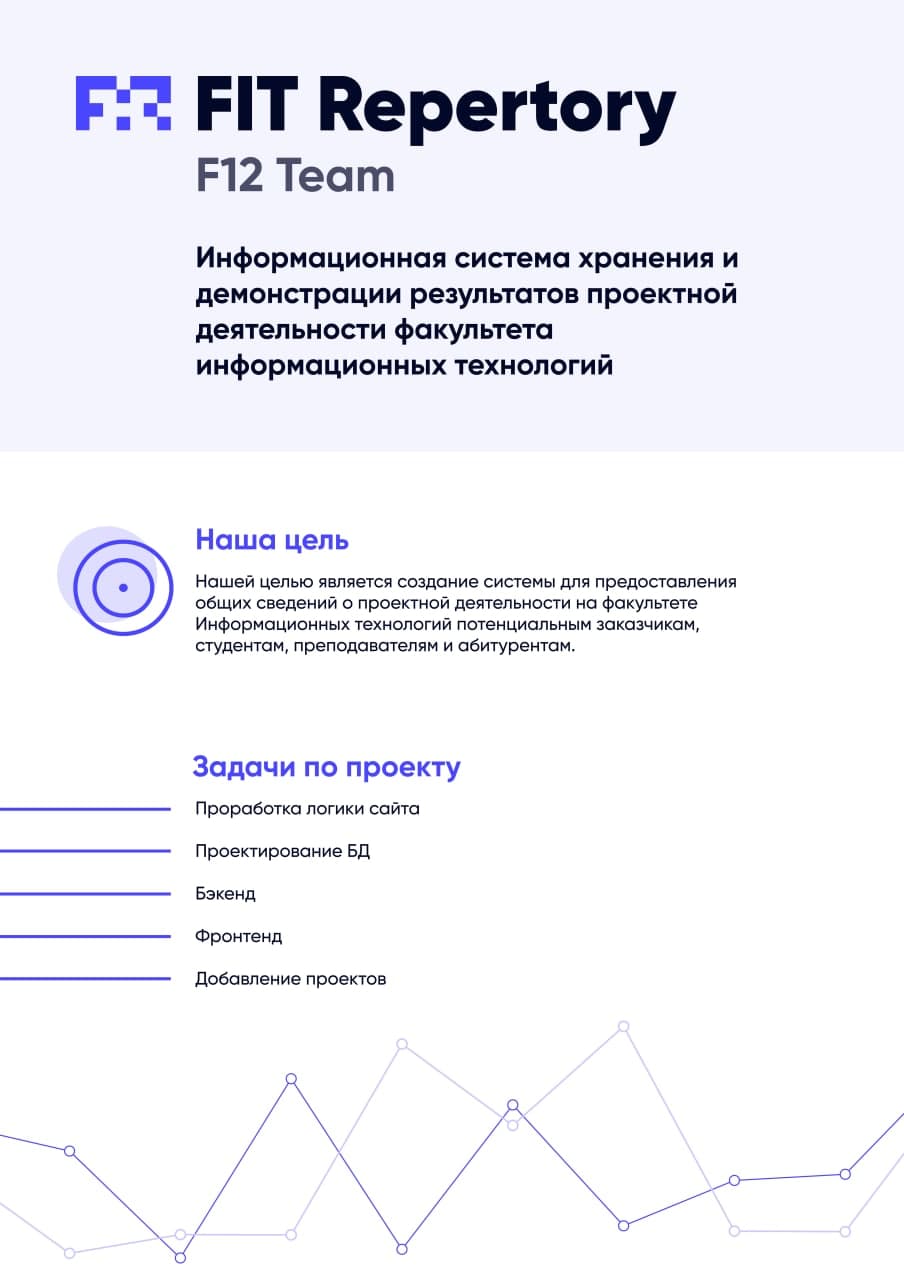 FR FIT Repertory
F12 Team
Информационная система хранения и
демонстрации результатов проектной
деятельности факультета
информационных технологий
Наша цель
Нашей целью является создание системы для предоставления
общих сведений о проектной деятельности на факультете
Информационных технологий потенциальным заказчикам,
студентам, преподавателям и абитурентам.
Задачи по проекту
Проработка логики сайта
Проектирование БД
Бэкенд
Фронтенд
Добавление проектов